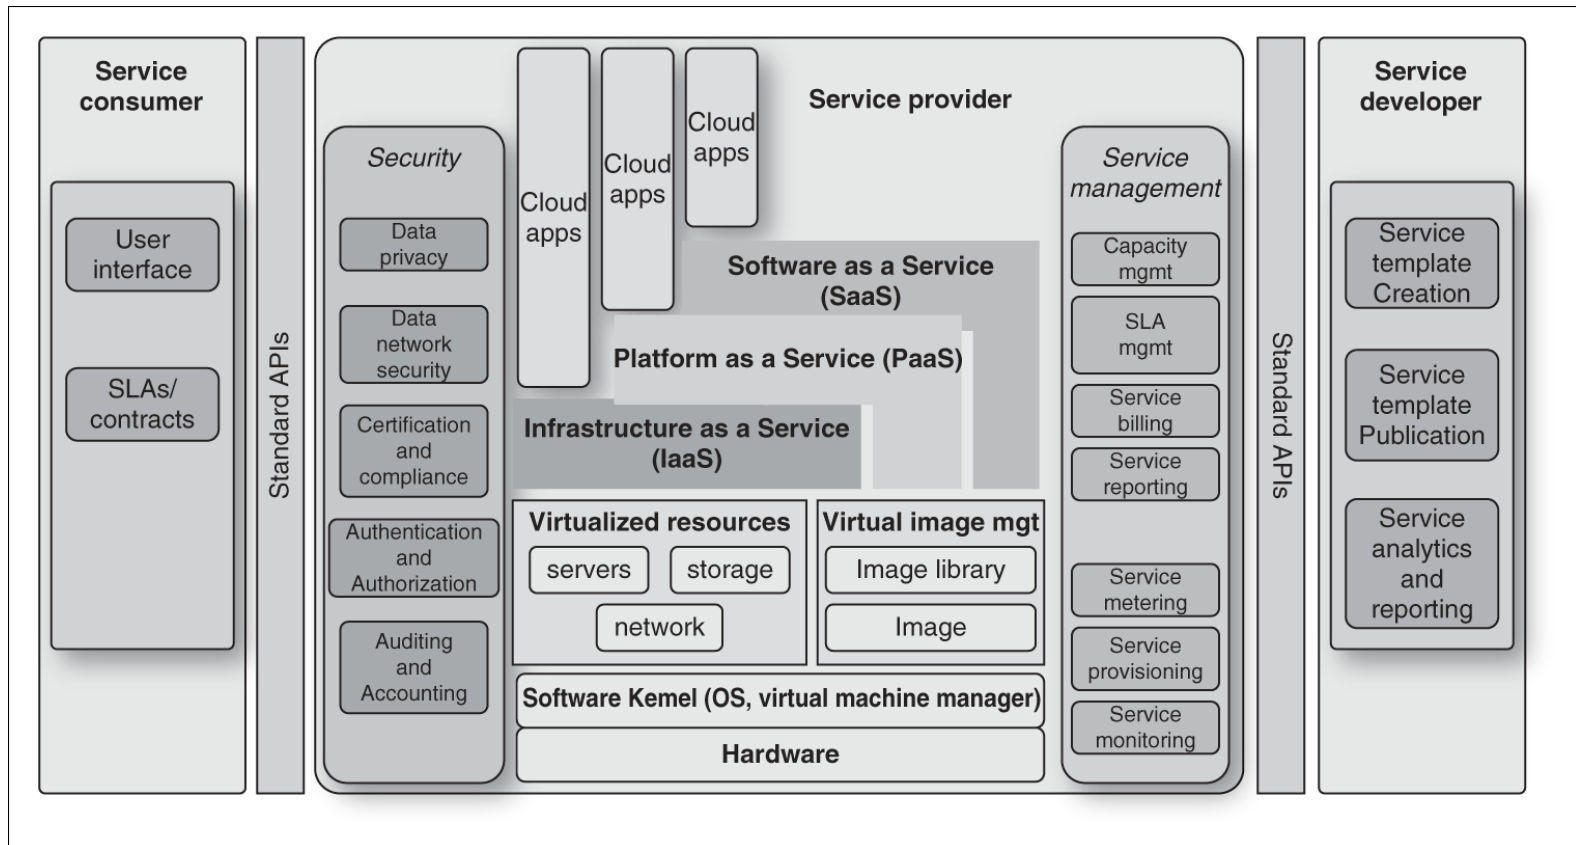 Service
consumer
User
interface
SLAs/
contracts
Standard APIs
Service provider
Security
Data
privacy
Data
network
security
Certification
and
compliance
Authentication
and
Authorization
Auditing
and
Accounting
Cloud
apps
Cloud
apps
Cloud
apps
Software as a Service
(SaaS)
Platform as a Service (PaaS)
Infrastructure as a Service
(IaaS)
Virtualized resources
servers
storage
network
Virtual image mgt
Image library
Image
Software Kemel (OS, virtual machine manager)
Hardware
Service
management
Capacity
mgmt
SLA
mgmt
Service
billing
Service
reporting
Service
metering
Service
provisioning
Service
monitoring
Standard APIs
Service
developer
Service
template
Creation
Service
template
Publication
Service
analytics
and
reporting